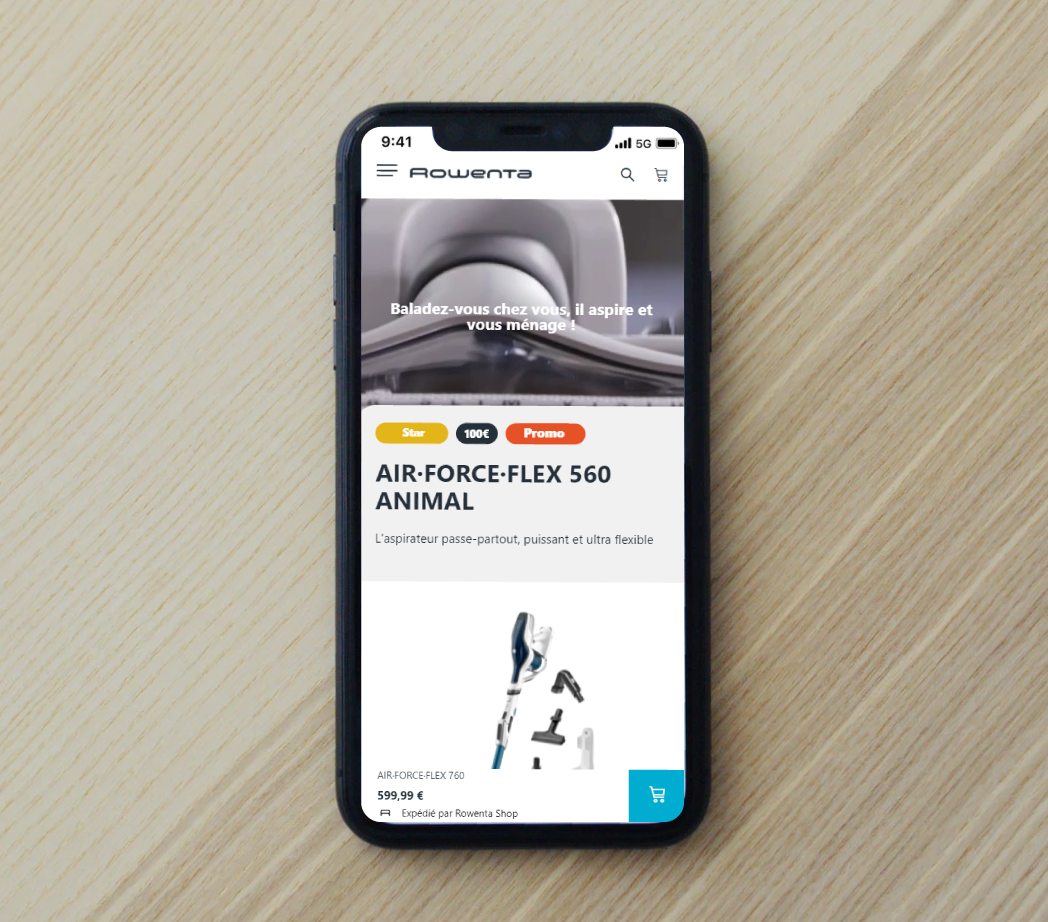 9:41
5G
Rowenta
Baladez-vous chez vous, il aspire et
vous ménage !
Star
100€
Promo
AIR·FORCE·FLEX 560
ANIMAL
L'aspirateur passe-partout, puissant et ultra flexible
AIR·FORCE·FLEX 760
599,99 €
Expédié par Rowenta Shop